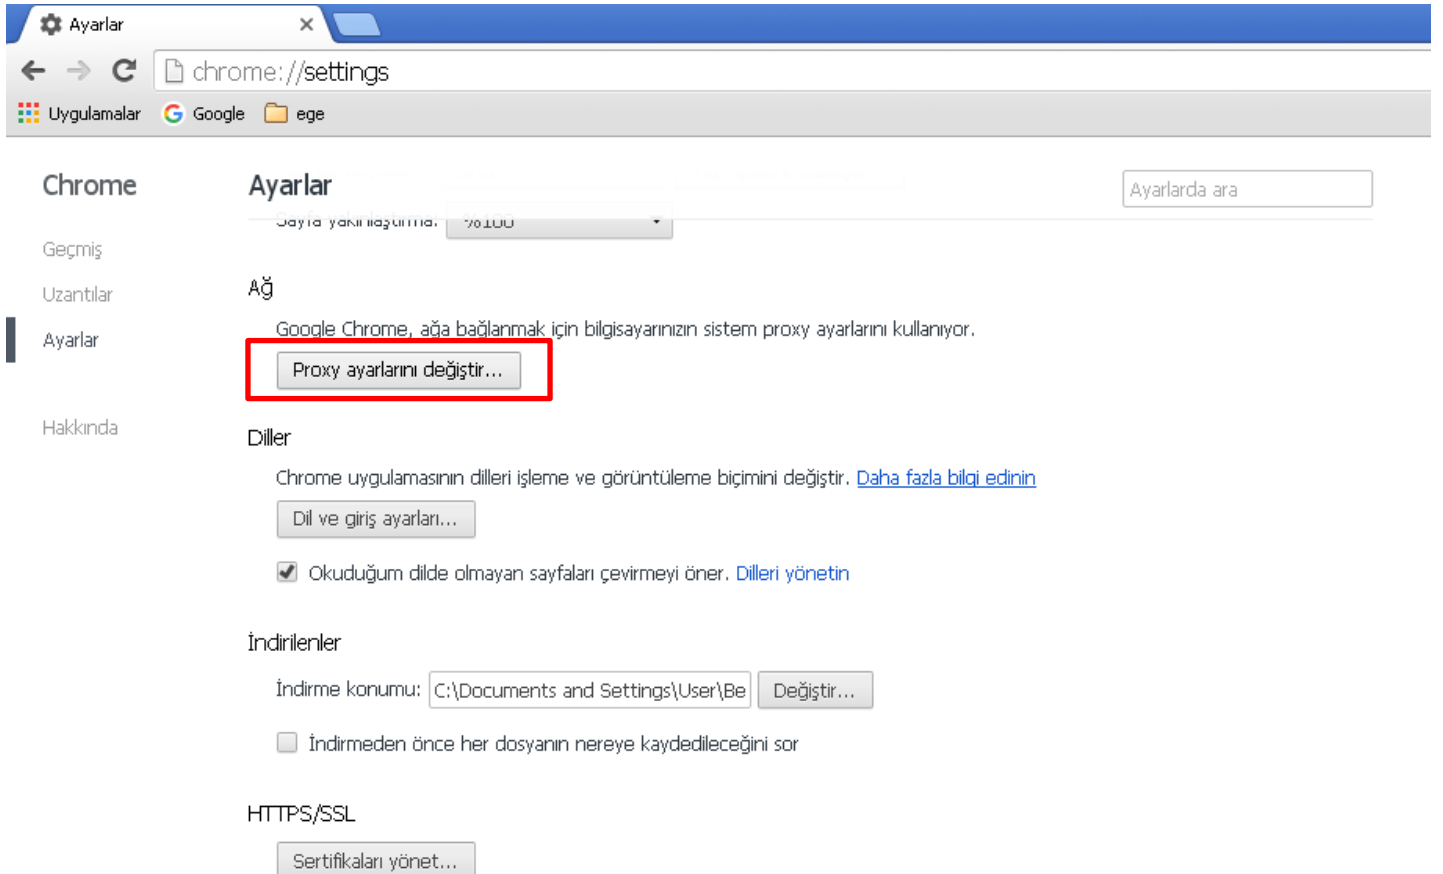 Ayarlar
chrome://settings
Uygulamalar Google ege
Chrome
Ayarlar
Ayarlarda ara
Sayfa yakınlaştırma: %100
Geçmiş
Uzantılar
Ayarlar
Hakkında
Ağ
Google Chrome, ağa bağlanmak için bilgisayarınızın sistem proxy ayarlarını kullanıyor.
Proxy ayarlarını değiştir...
Diller
Chrome uygulamasının dilleri işleme ve görüntüleme biçimini değiştir. Daha fazla bilgi edinin
Dil ve giriş ayarları...
Okuduğum dilde olmayan sayfaları çevirmeyi öner. Dilleri yönetin
İndirilenler
İndirme konumu: C:\Documents and Settings\User\Be Değiştir...
İndirmeden önce her dosyanın nereye kaydedileceğini sor
HTTPS/SSL
Sertifikaları yönet...